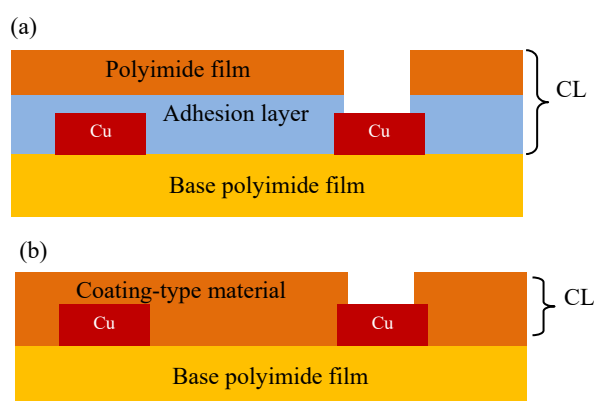 (a)
Polyimide film
CL
Adhesion layer
Cu
Cu
Base polyimide film
(b)
Coating-type material
CL
Cu
Cu
Base polyimide film